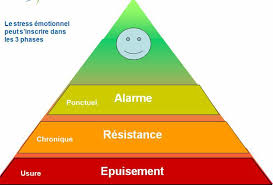 Le stress émotionnel
peut s'inscrire dans
les 3 phases
Ponctuel Alarme
Chronique Résistance
Usure Epuisement